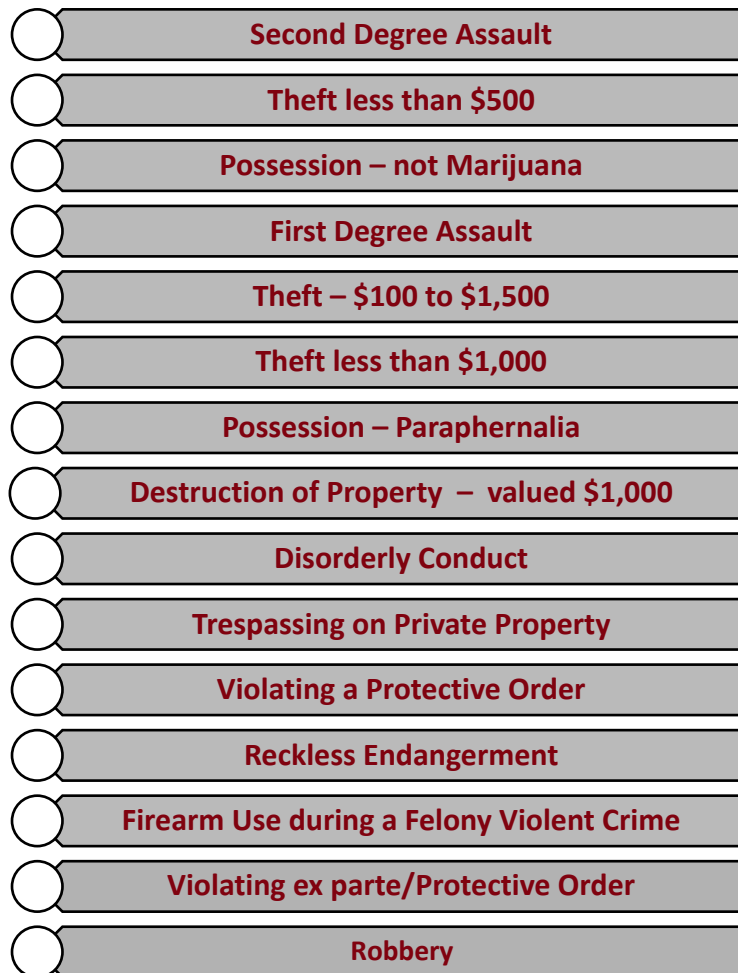 Second Degree Assault
Theft less than $500
Possession – not Marijuana
First Degree Assault
Theft – $100 to $1,500
Theft less than $1,000
Possession – Paraphernalia
Destruction of Property – valued $1,000
Disorderly Conduct
Trespassing on Private Property
Violating a Protective Order
Reckless Endangerment
Firearm Use during a Felony Violent Crime
Violating ex parte/Protective Order
Robbery